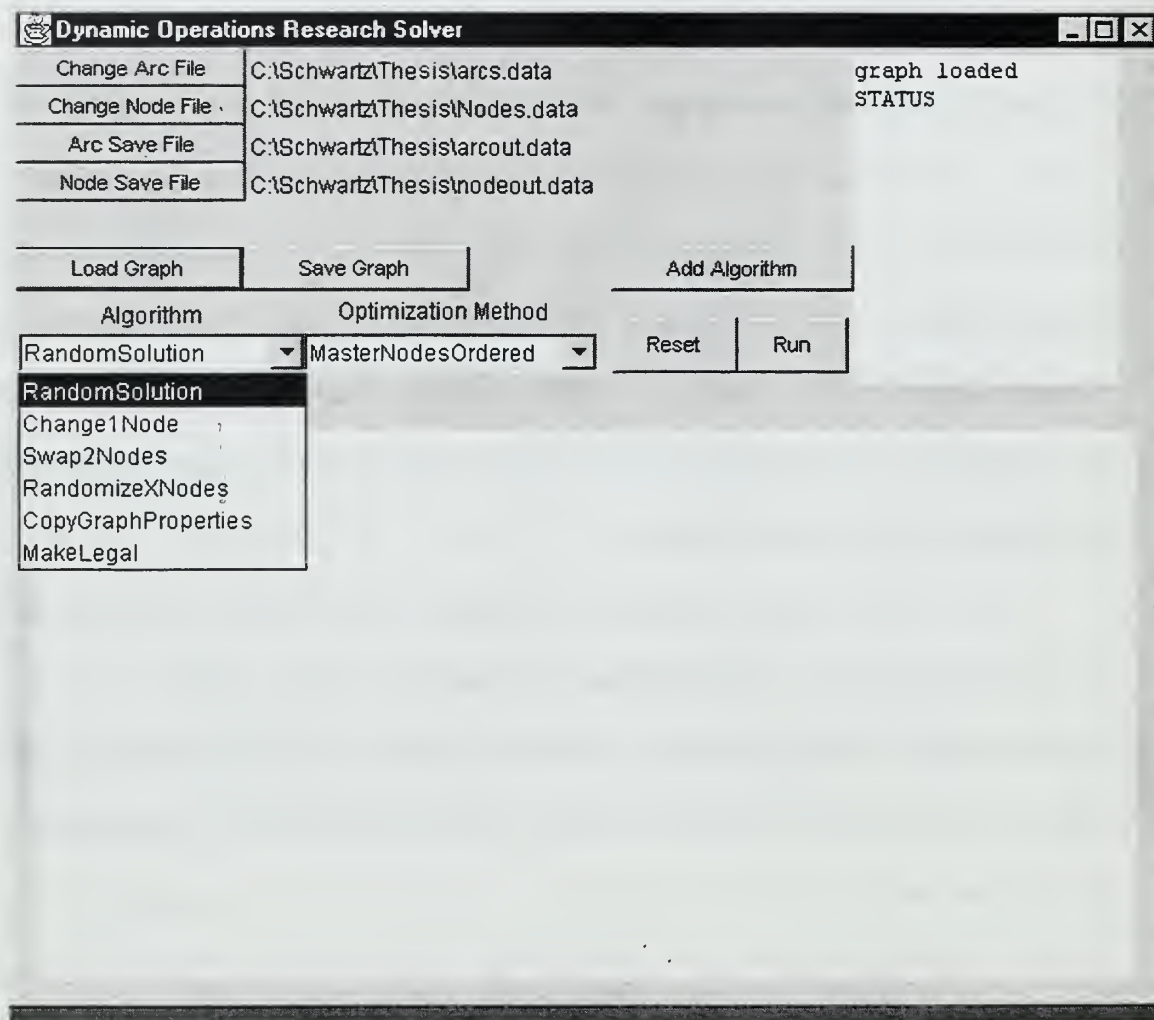 Dynamic Operations Research Solver
Change Arc File C:\Schwartz\Thesis\arcs.data
Change Node File C:\Schwartz\Thesis\Nodes.data
Arc Save File C:\Schwartz\Thesis\arcout.data
Node Save File C:\Schwartz\Thesis\nodeout.data
graph loaded
STATUS
Load Graph Save Graph Add Algorithm
Algorithm Optimization Method
RandomSolution MasterNodesOrdered Reset Run
RandomSolution
Change1Node
Swap2Nodes
RandomizeXNodes
CopyGraphProperties
MakeLegal